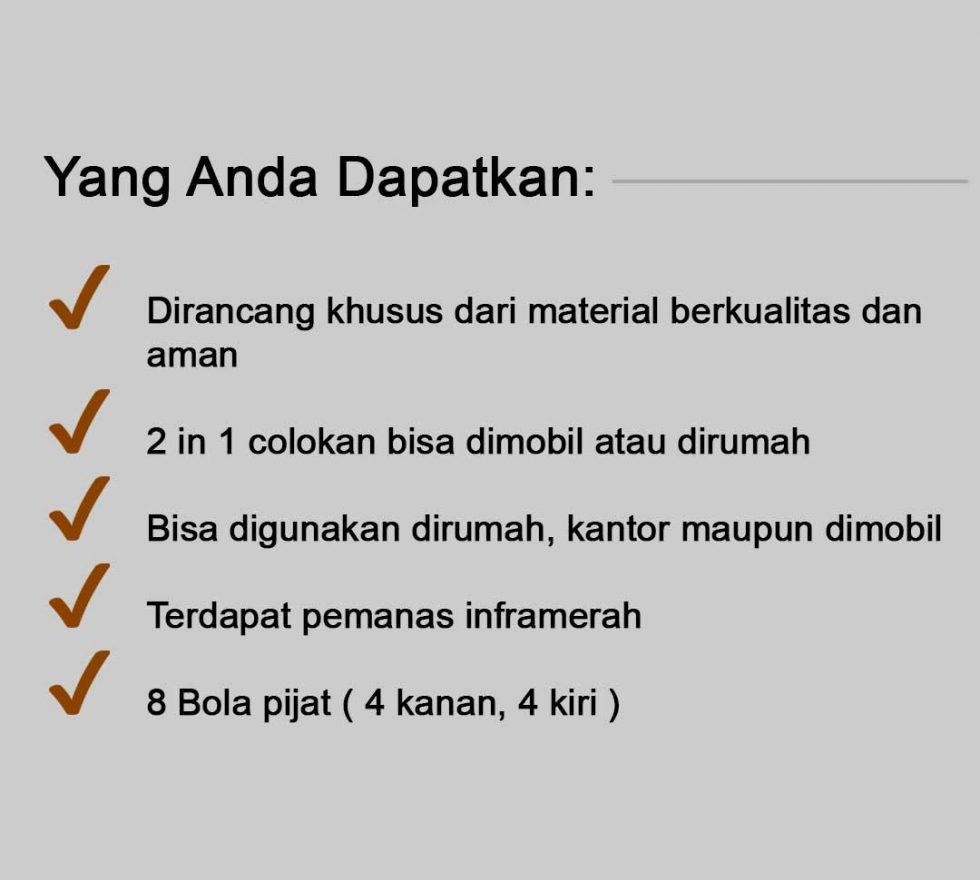 Yang Anda Dapatkan:
Dirancang khusus dari material berkualitas dan
aman
2 in 1 colokan bisa dimobil atau dirumah
Bisa digunakan dirumah, kantor maupun dimobil
Terdapat pemanas inframerah
8 Bola pijat ( 4 kanan, 4 kiri )